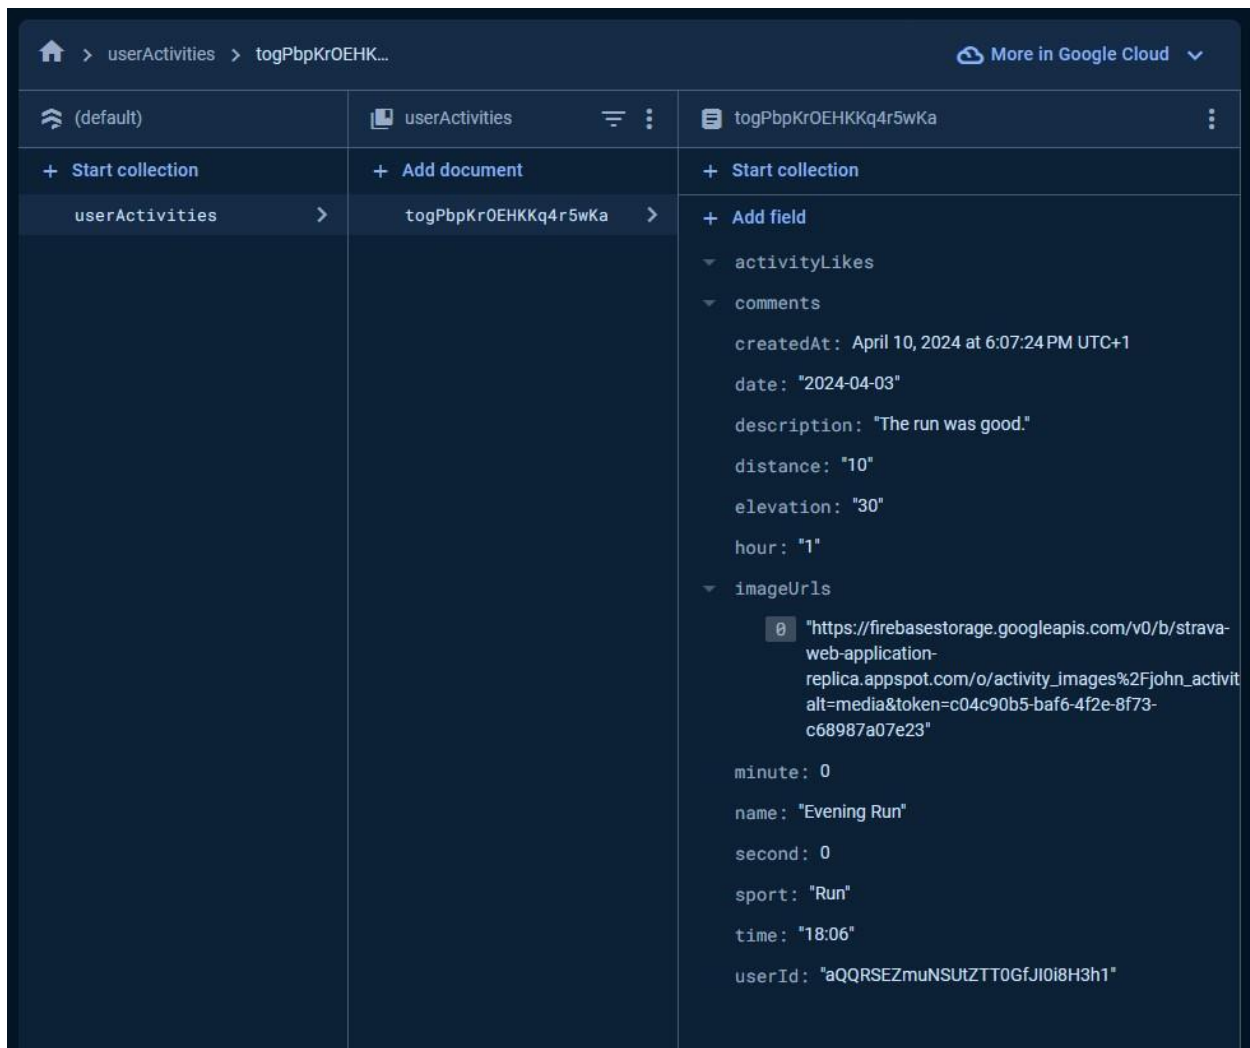 userActivities > togPbpKrOEHK...
More in Google Cloud
(default)
userActivities
togPbpKrOEHKKq4r5wKa
+ Start collection
+ Add document
+ Start collection
userActivities
togPbpKrOEHKKq4r5wKa
+ Add field
activityLikes
comments
createdAt: April 10, 2024 at 6:07:24 PM UTC+1
date: "2024-04-03"
description: "The run was good."
distance: "10"
elevation: "30"
hour: "1"
imageUrls
0 "https://firebasestorage.googleapis.com/v0/b/strava-
web-application-
replica.appspot.com/o/activity_images%2Fjohn_activit
alt=media&token=c04c90b5-baf6-4f2e-8f73-
c68987a07e23"
minute: 0
name: "Evening Run"
second: 0
sport: "Run"
time: "18:06"
userId: "aQQRSEZmuNSUtZTT0GfJI0i8H3h1"